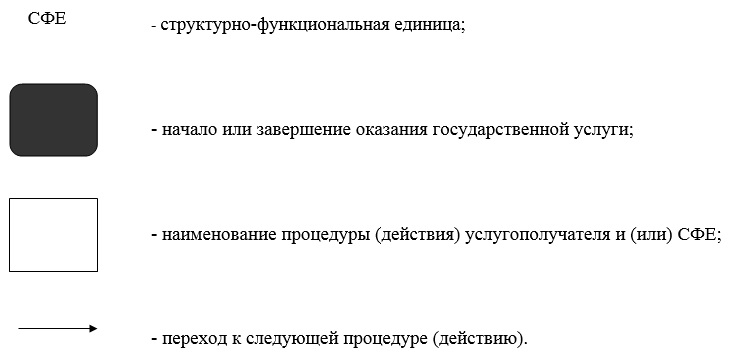 СФЕ - структурно-функциональная единица;
- начало или завершение оказания государственной услуги;
- наименование процедуры (действия) услугополучателя и (или) СФЕ;
- переход к следующей процедуре (действию).